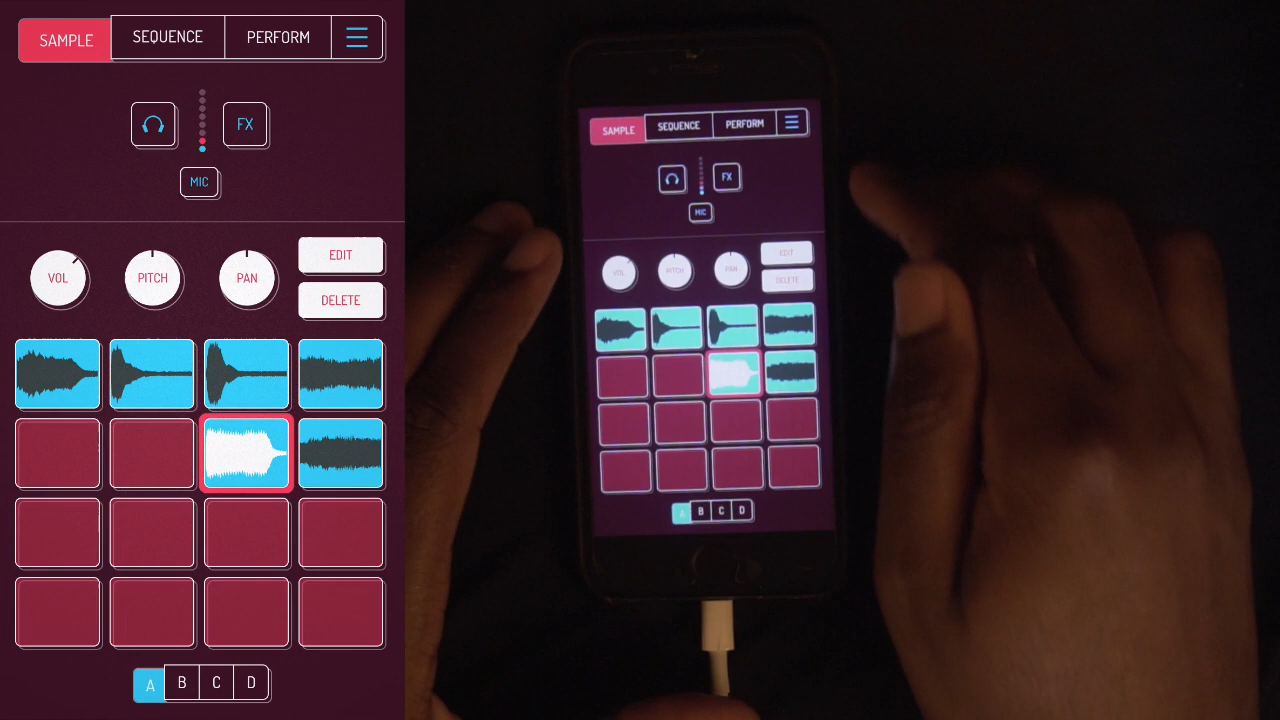 SAMPLE SEQUENCE PERFORM
FX
MIC
VOL PITCH PAN EDIT
DELETE
A B C D
SAMPLE SEQUENCE PERFORM
FX
MIC
VOL PITCH PAN EDIT
DELETE
A B C D